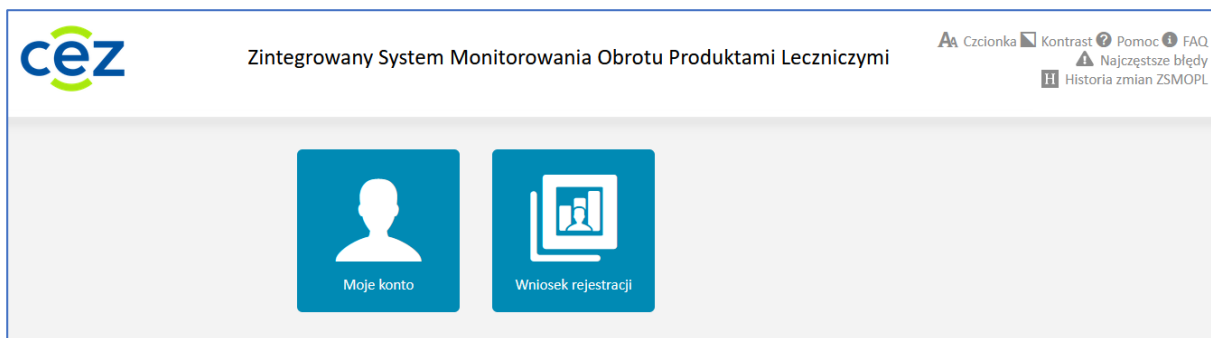 cez
Zintegrowany System Monitorowania Obrotu Produktami Leczniczymi
AA Czcionka Kontrast ? Pomoc i FAQ
Najczęstsze błędy
H Historia zmian ZSMOPL
Moje konto
Wniosek rejestracji